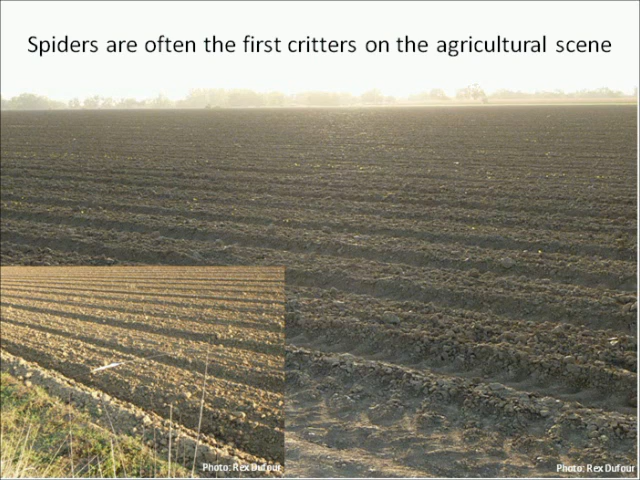 Spiders are often the first critters on the agricultural scene
Photo: Rex Dufour
Photo: Rex Dufour